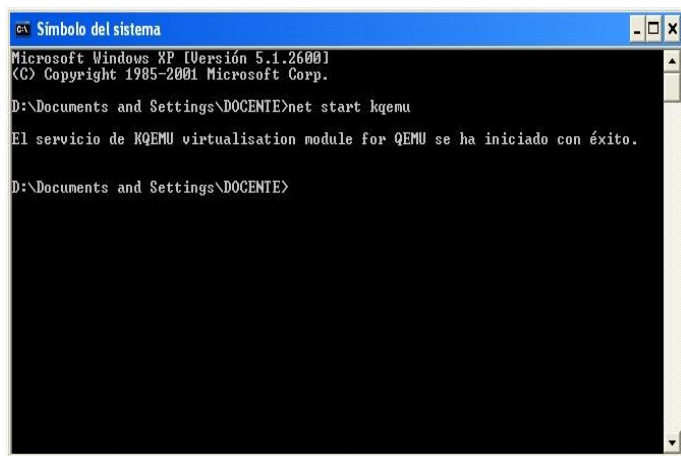 Símbolo del sistema
Microsoft Windows XP [Versión 5.1.2600]
(C) Copyright 1985-2001 Microsoft Corp.
D:\Documents and Settings\DOCENTE>net start kqemu
El servicio de KQEMU virtualisation module for QEMU se ha iniciado con éxito.
D:\Documents and Settings\DOCENTE>